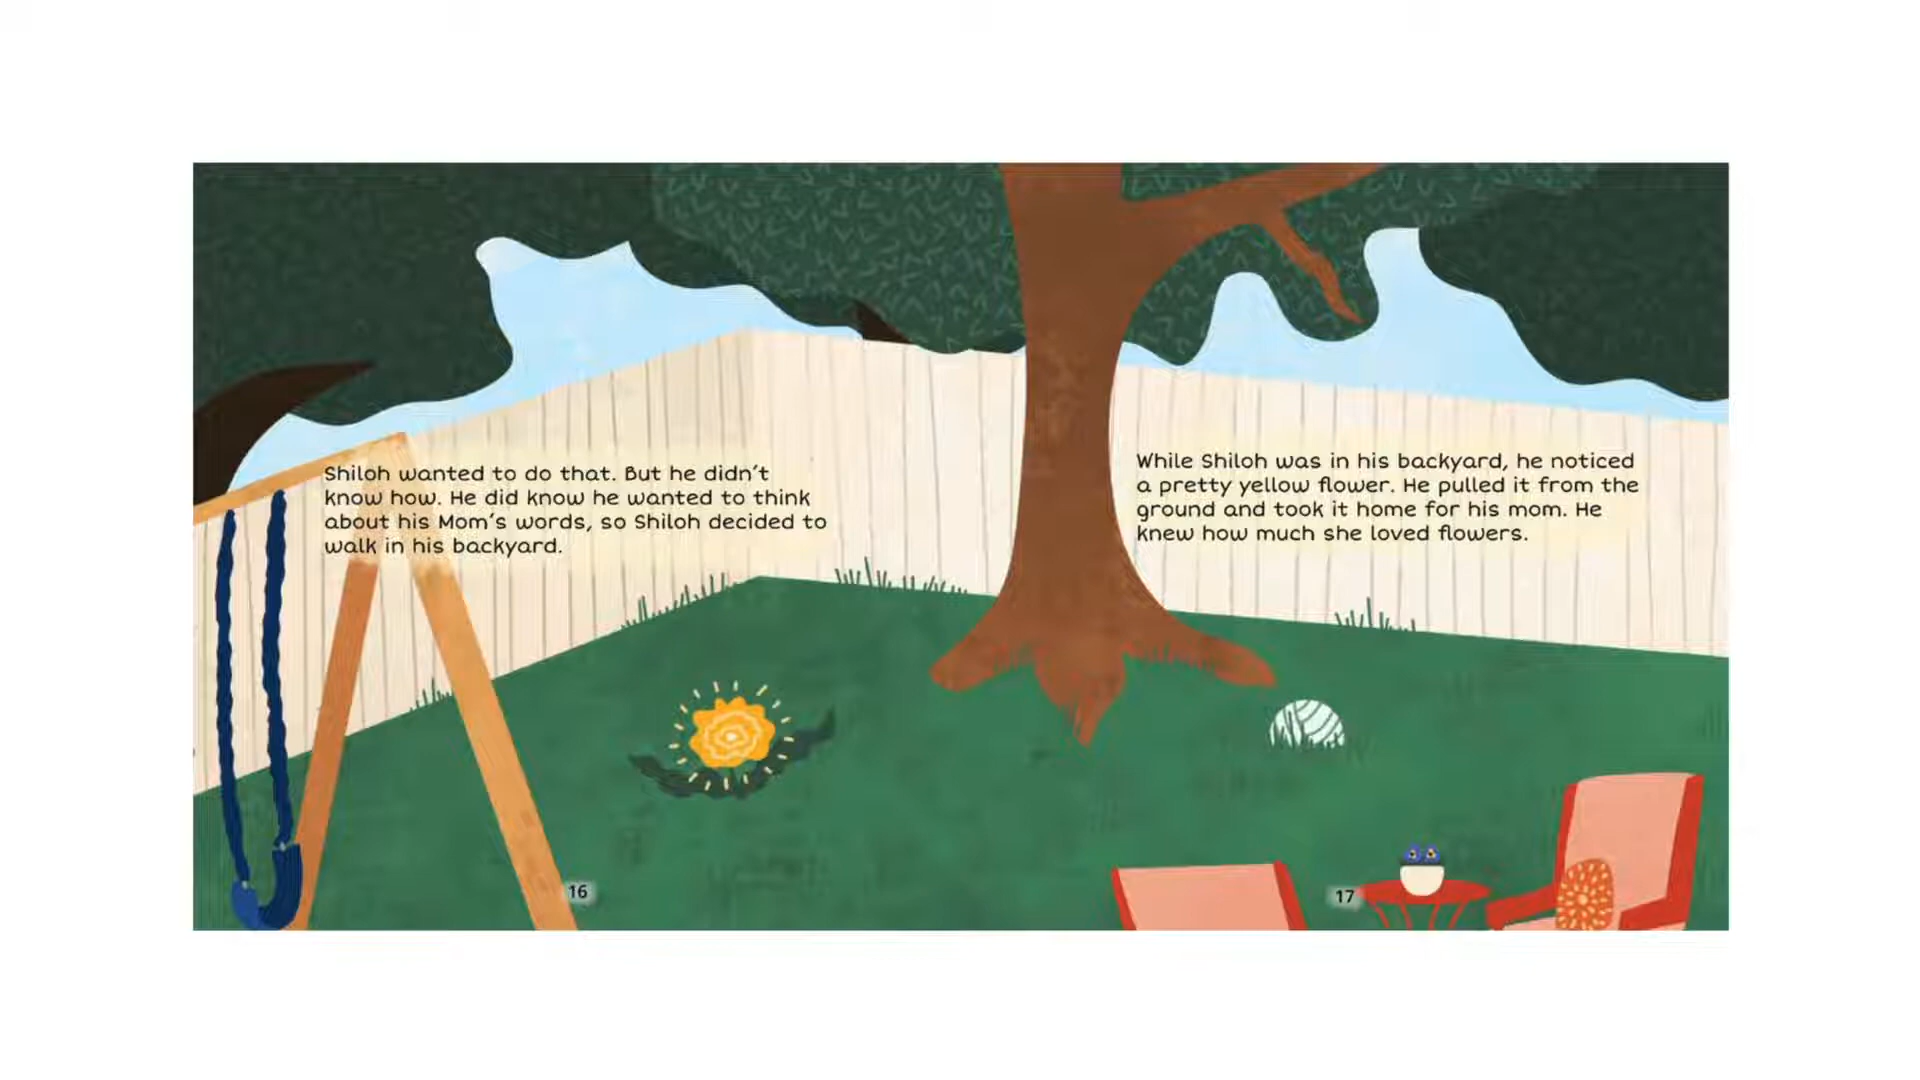 Shiloh wanted to do that. But he didn't
know how. He did know he wanted to think
about his Mom's words, so Shiloh decided to
walk in his backyard.
16
While Shiloh was in his backyard, he noticed
a pretty yellow flower. He pulled it from the
ground and took it home for his mom. He
knew how much she loved flowers.
17